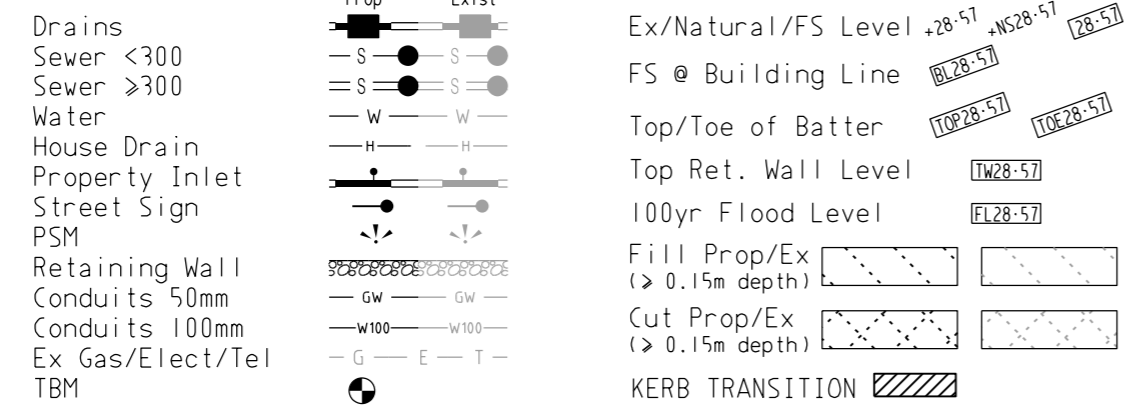 Prop Exist
Drains
Sewer <300 S S
Sewer ⩾300 S S
Water W W
House Drain H H
Property Inlet
Street Sign
PSM
Retaining Wall
Conduits 50mm GW GW
Conduits 100mm W100 W100
Ex Gas/Elect/Tel G E T
TBM
Ex/Natural/FS Level +28·57 +NS28·57 28·57
FS @ Building Line BL28·57
Top/Toe of Batter TOP28·57 TOE28·57
Top Ret. Wall Level TW28·57
100yr Flood Level FL28·57
Fill Prop/Ex
(⩾ 0.15m depth)
Cut Prop/Ex
(⩾ 0.15m depth)
KERB TRANSITION